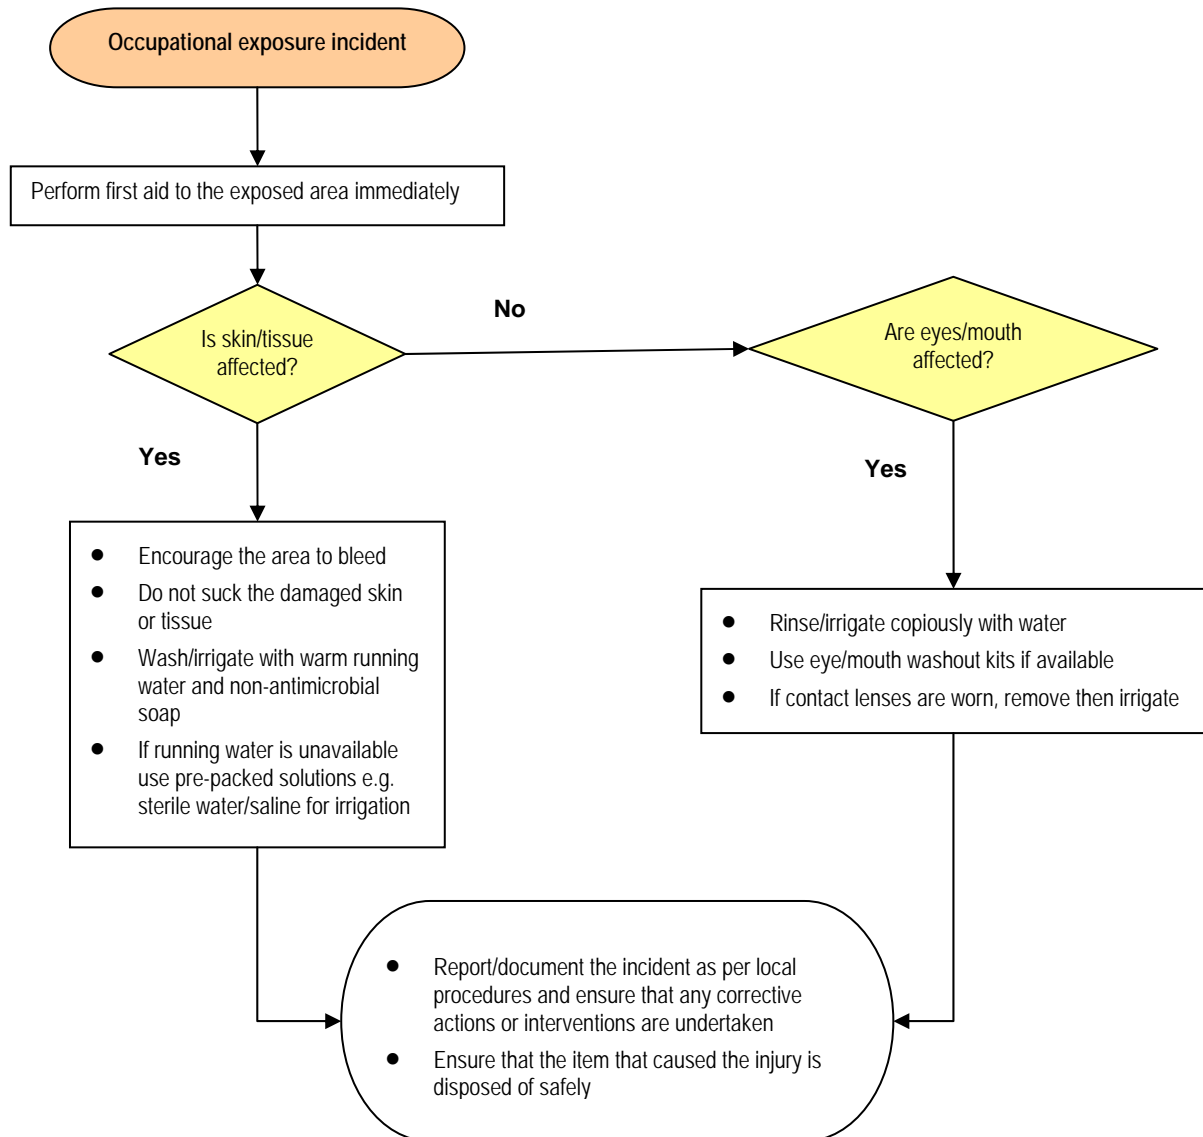 Occupational exposure incident
Perform first aid to the exposed area immediately
Is skin/tissue
affected?
No
Are eyes/mouth
affected?
Yes
● Encourage the area to bleed
● Do not suck the damaged skin
or tissue
● Wash/irrigate with warm running
water and non-antimicrobial
soap
● If running water is unavailable
use pre-packed solutions e.g.
sterile water/saline for irrigation
Yes
● Rinse/irrigate copiously with water
● Use eye/mouth washout kits if available
● If contact lenses are worn, remove then irrigate
● Report/document the incident as per local
procedures and ensure that any corrective
actions or interventions are undertaken
● Ensure that the item that caused the injury is
disposed of safely